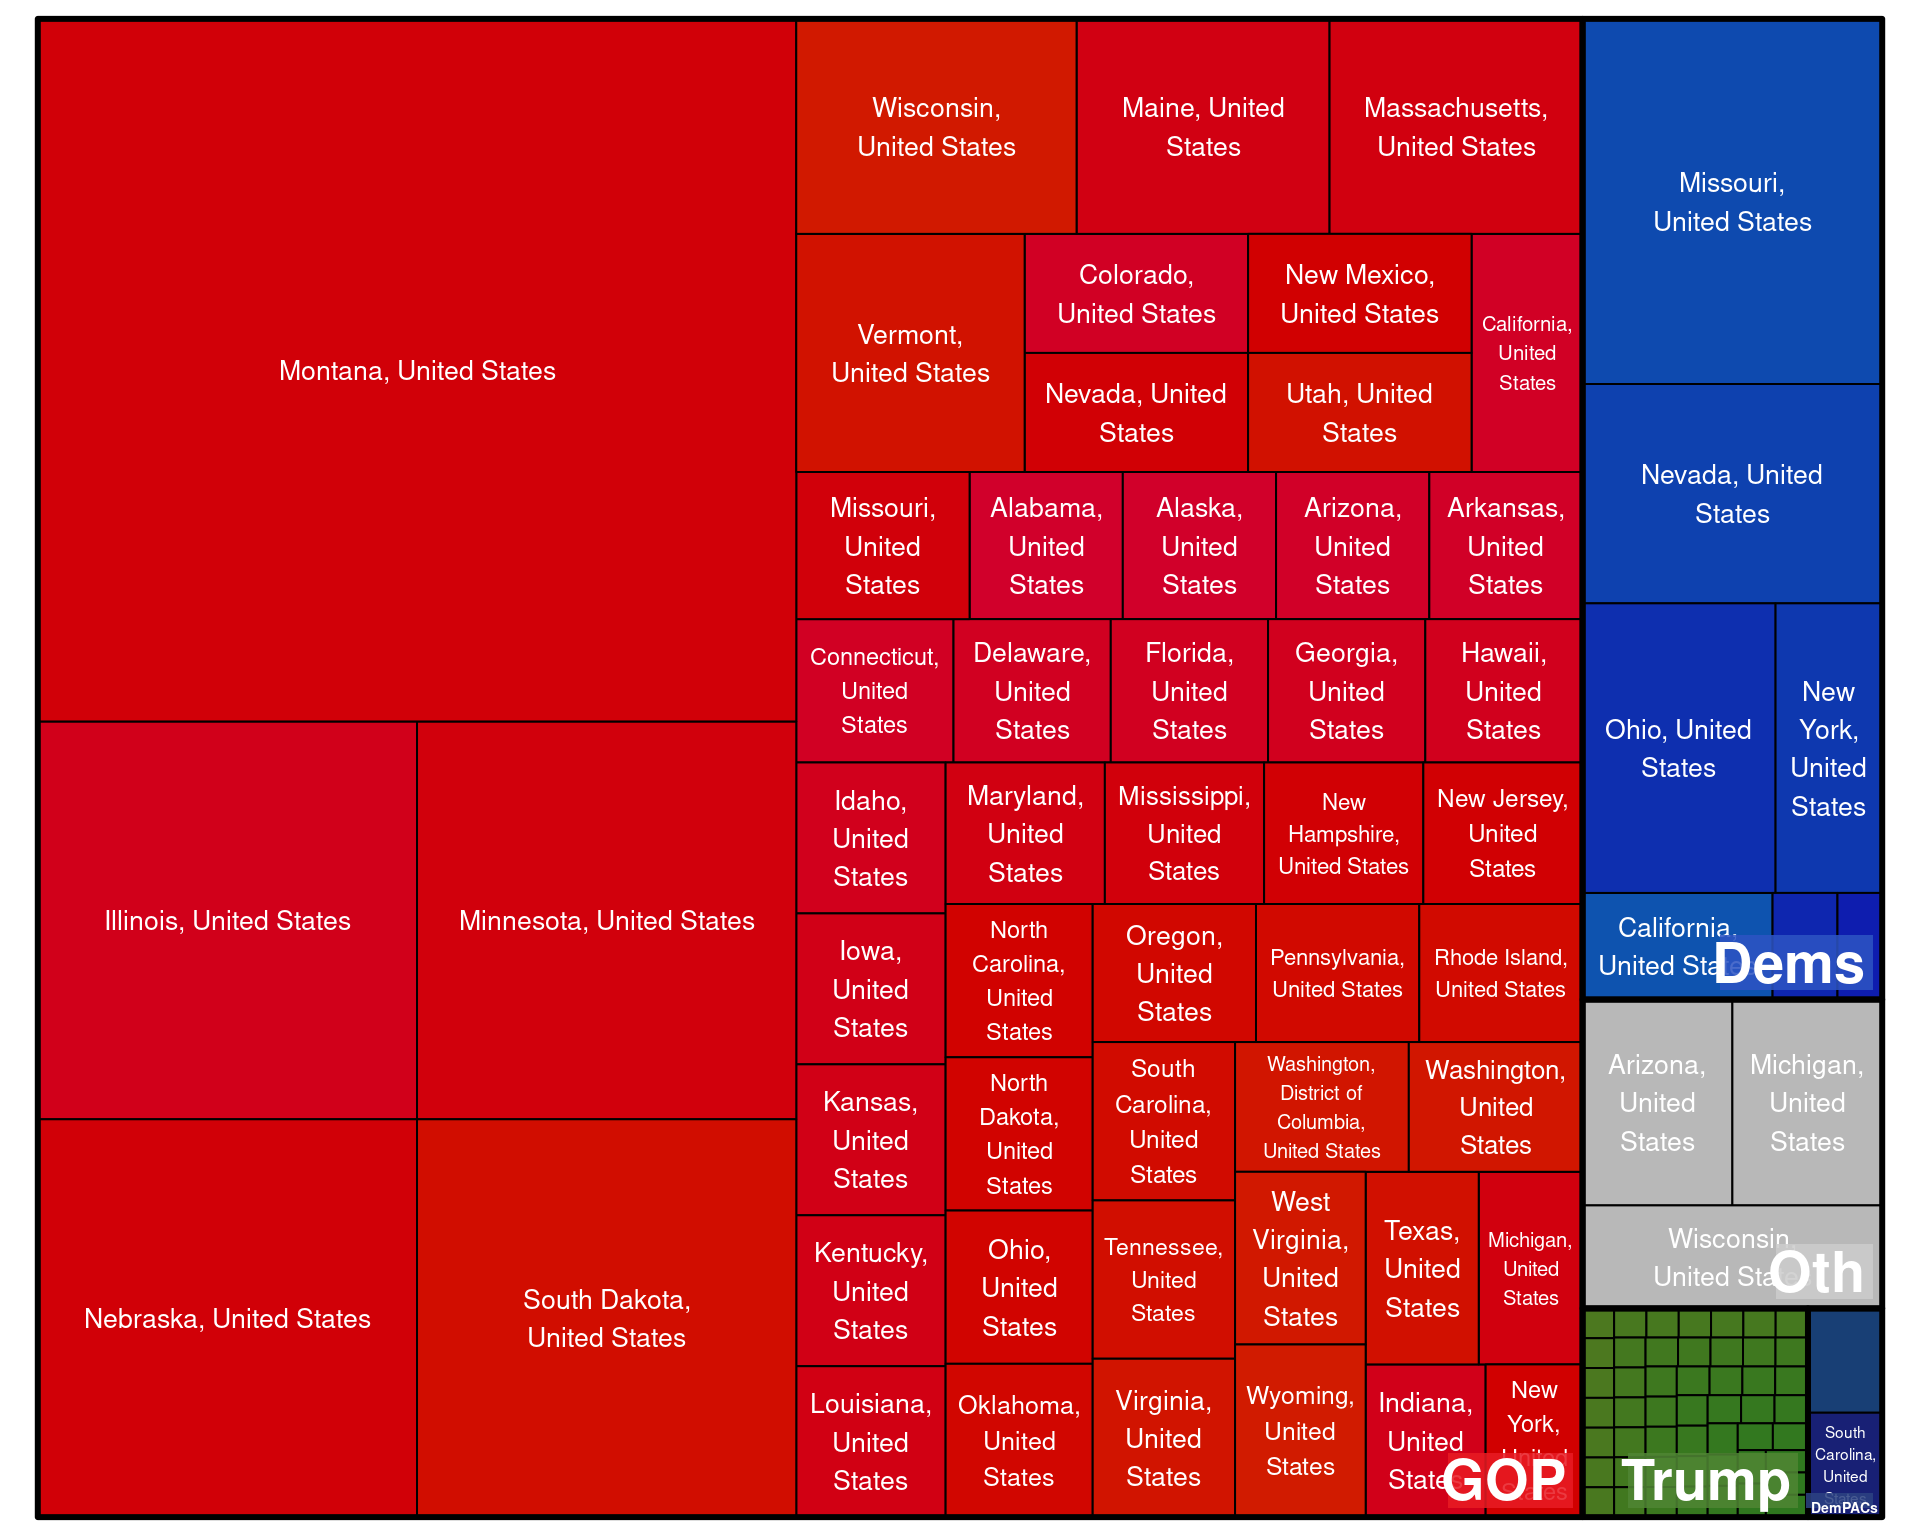 Montana, United States
Illinois, United States
Minnesota, United States
Nebraska, United States
South Dakota,
United States
Wisconsin,
United States
Maine, United
States
Massachusetts,
United States
Vermont,
United States
Colorado,
United States
New Mexico,
United States
California,
United
States
Nevada, United
States
Utah, United
States
Missouri,
United
States
Alabama,
United
States
Alaska,
United
States
Arizona,
United
States
Arkansas,
United
States
Connecticut,
United
States
Delaware,
United
States
Florida,
United
States
Georgia,
United
States
Hawaii,
United
States
Idaho,
United
States
Maryland,
United
States
Mississippi,
United
States
New
Hampshire,
United States
New Jersey,
United
States
Iowa,
United
States
North
Carolina,
United
States
Oregon,
United
States
Pennsylvania,
United States
Rhode Island,
United States
Kansas,
United
States
North
Dakota,
United
States
South
Carolina,
United
States
Washington,
District of
Columbia,
United States
Washington,
United
States
Kentucky,
United
States
Ohio,
United
States
Tennessee,
United
States
West
Virginia,
United
States
Texas,
United
States
Michigan,
United
States
Louisiana,
United
States
Oklahoma,
United
States
Virginia,
United
States
Wyoming,
United
States
Indiana,
United
States
New
York,
United
States
GOP
Missouri,
United States
Nevada, United
States
Ohio, United
States
New
York,
United
States
California,
United States
Dems
Arizona,
United
States
Michigan,
United
States
Wisconsin,
United States
Oth
Trump
South
Carolina,
United
States
DemPACs